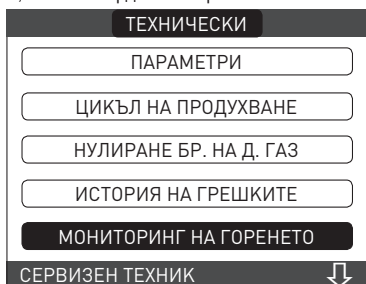 ТЕХНИЧЕСКИ
ПАРАМЕТРИ
ЦИКЪЛ НА ПРОДУХВАНЕ
НУЛИРАНЕ БР. НА Д. ГАЗ
ИСТОРИЯ НА ГРЕШКИТЕ
МОНИТОРИНГ НА ГОРЕНЕТО
СЕРВИЗЕН ТЕХНИК